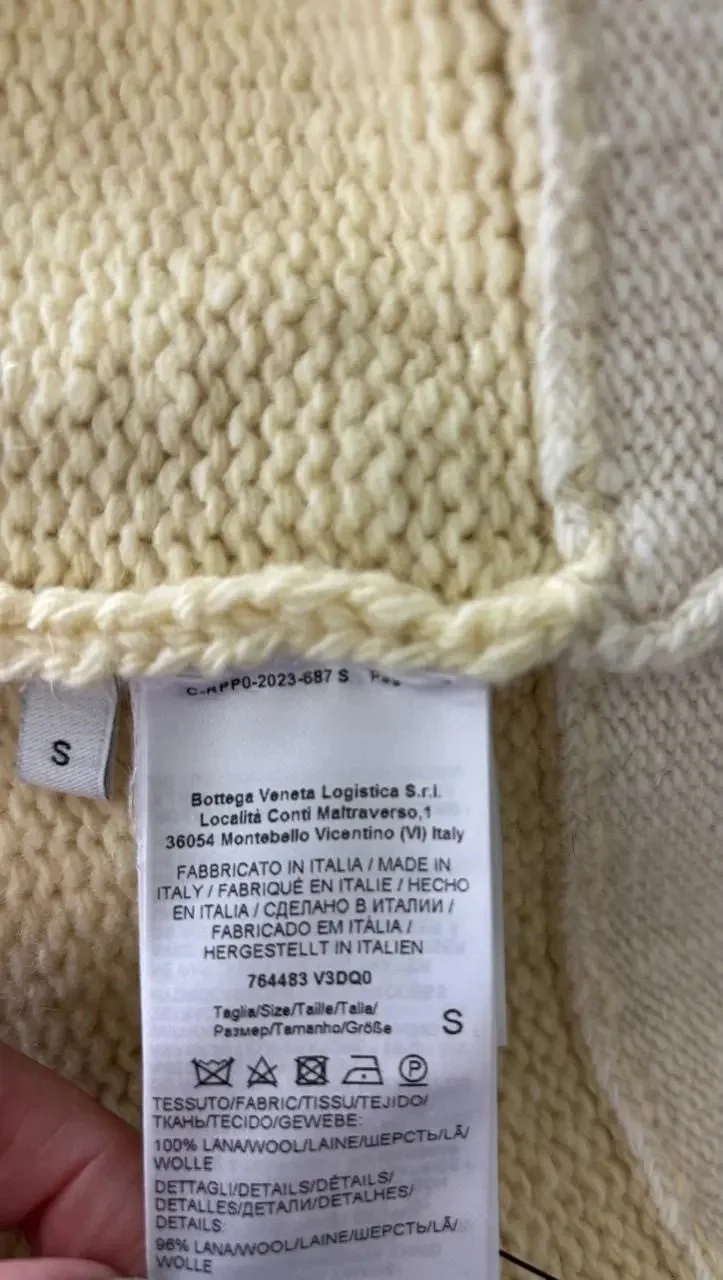 S
PP0-2023-687 S
Bottega Veneta Logistica S.r.l.
Località Conti Maltraverso,1
36054 Montebello Vicentino (VI) Italy
FABBRICATO IN ITALIA / MADE IN
ITALY / FABRIQUÉ EN ITALIE / HECHO
EN ITALIA / СДЕЛАНО В ИТАЛИИ /
FABRICADO EM ITÁLIA /
HERGESTELLT IN ITALIEN
764483 V3DQ0
Taglia/Size/Taille/Talla/
Размер/Tamanho/Größe S
P
TESSUTO/FABRIC/TISSU/TEJIDO/
ТКАНЬ/TECIDO/GEWEBE:
100% LANA/WOOL/LAINE/ШЕРСТЬ/LÃ/
WOLLE
DETTAGLI/DETAILS/DÉTAILS/
DETALLES/ДЕТАЛИ/DETALHES/
DETAILS:
96% LANA/WOOL/LAINE/ШЕРСТЬ/LÃ/
WOLLE